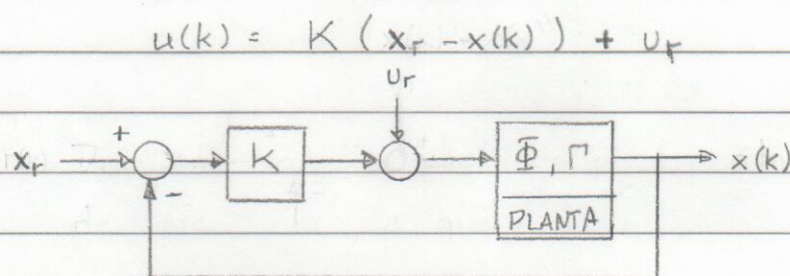 u(k) = K ( xr - x(k) ) + ur
ur
+
xr K Φ, Γ x(k)
-
PLANTA